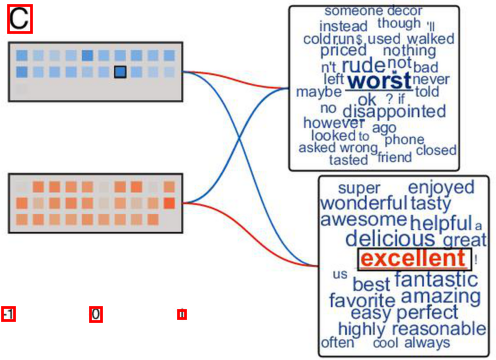 C
someone decor
instead though 'll
cold run $ used walked
priced nothing
n't rude not bad
left worst never
maybe told
ok ? if
no disappointed
however ago
looked to phone
asked wrong closed
tasted friend
super enjoyed
wonderful tasty
awesome helpful a
delicious great
excellent !
us best fantastic
favorite amazing
easy perfect
highly reasonable
often cool always
-1 0 1